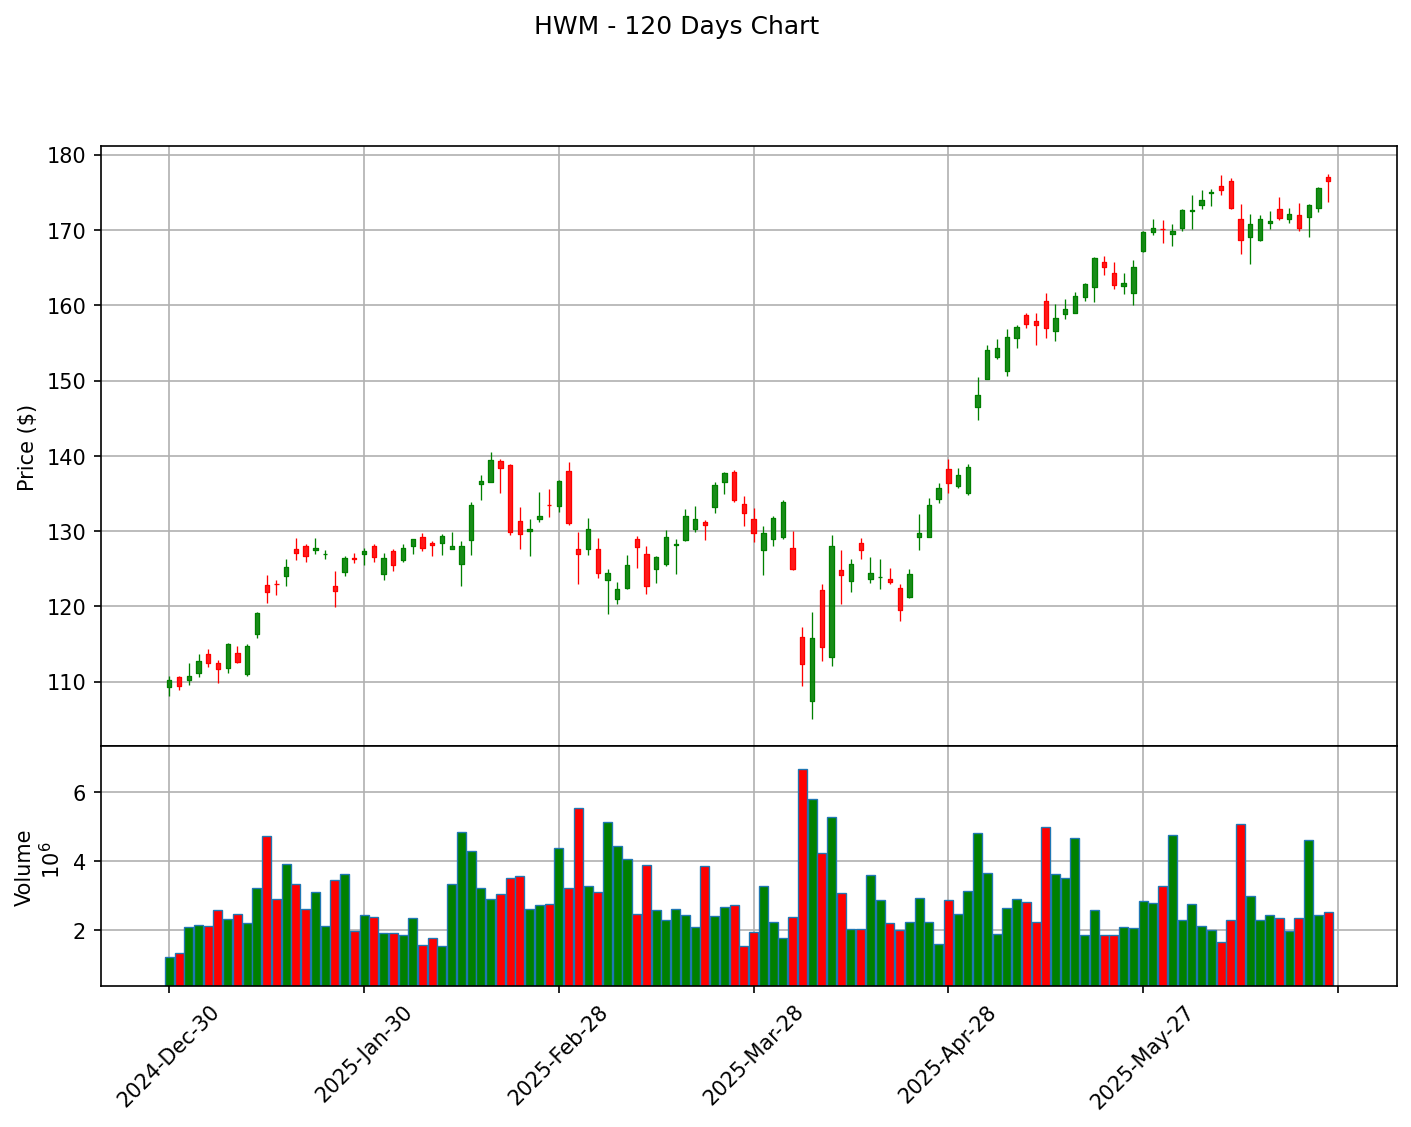 HWM - 120 Days Chart
180
170
160
150
140
130
120
110
Price ($)
6
4
2
Volume
10^6
2024-Dec-30
2025-Jan-30
2025-Feb-28
2025-Mar-28
2025-Apr-28
2025-May-27